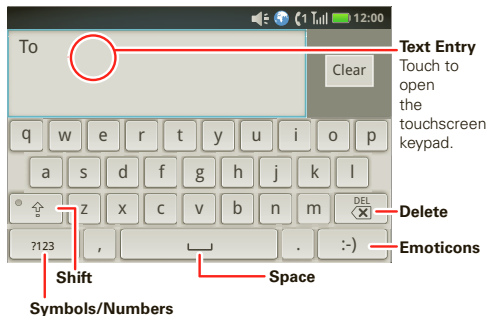 12:00
To
Clear
Text Entry
Touch to
open
the
touchscreen
keypad.
q w e r t y u i o p
a s d f g h j k l
z x c v b n m DEL
Delete
?123 , . :-)
Emoticons
Shift
Space
Symbols/Numbers